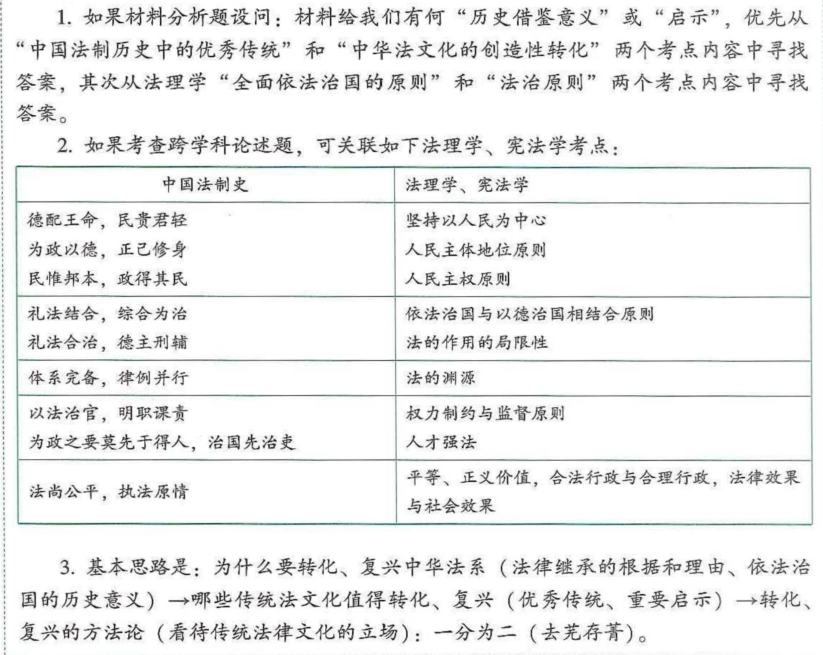 1. 如果材料分析题设问：材料给我们有何“历史借鉴意义”或“启示”，优先从
“中国法制历史中的优秀传统”和“中华法文化的创造性转化”两个考点内容中寻找
答案，其次从法理学“全面依法治国的原则”和“法治原则”两个考点内容中寻找
答案。
2. 如果考查跨学科论述题，可关联如下法理学、宪法学考点：
中国法制史 法理学、宪法学
德配王命，民贵君轻 坚持以人民为中心
为政以德，正己修身 人民主体地位原则
民惟邦本，政得其民 人民主权原则
礼法结合，综合为治 依法治国与以德治国相结合原则
礼法合治，德主刑辅 法的作用的局限性
体系完备，律例并行 法的渊源
以法治官，明职课责 权力制约与监督原则
为政之要莫先于得人，治国先治吏 人才强法
法尚公平，执法原情 平等、正义价值，合法行政与合理行政，法律效果
与社会效果
3. 基本思路是：为什么要转化、复兴中华法系（法律继承的根据和理由、依法治
国的历史意义）→哪些传统法文化值得转化、复兴（优秀传统、重要启示）→转化、
复兴的方法论（看待传统法律文化的立场）：一分为二（去芜存菁）。